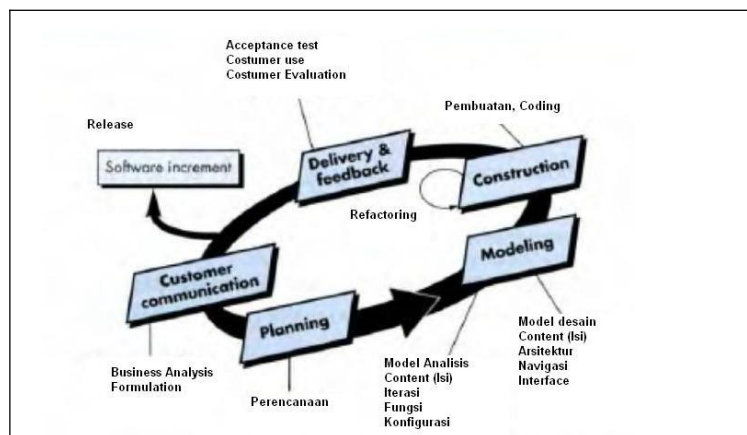 Acceptance test
Costumer use
Costumer Evaluation
Pembuatan, Coding
Release
Software increment
Delivery &
feedback
Construction
Refactoring
Modeling
Customer
communication
Planning
Business Analysis
Formulation
Perencanaan
Model Analisis
Content (Isi)
Iterasi
Fungsi
Konfigurasi
Model desain
Content (Isi)
Arsitektur
Navigasi
Interface